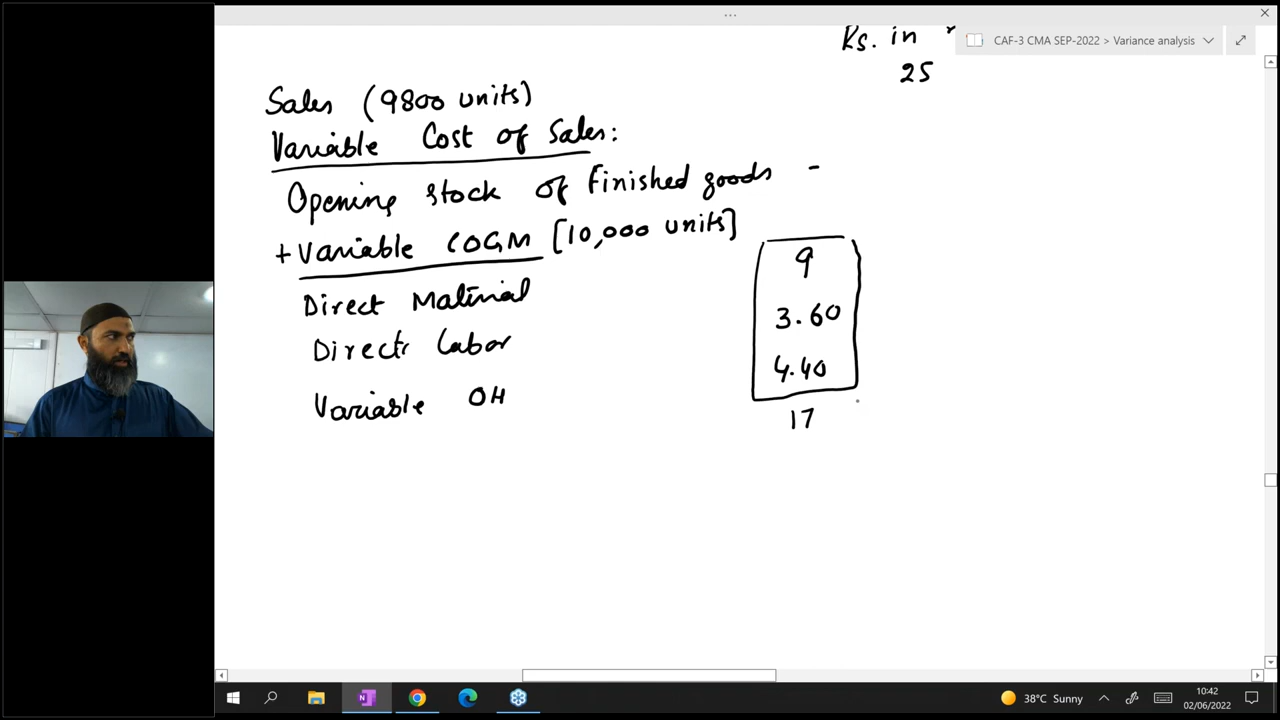 Rs. in
CAF-3 CMA SEP-2022 > Variance analysis
25
Sales (9800 units)
Variable Cost of Sales:
Opening stock of Finished goods -
+ Variable COGM [10,000 units]
9
Direct Material
3.60
Direct Labor
4.40
Variable OH
17
38°C Sunny
10:42
02/06/2022